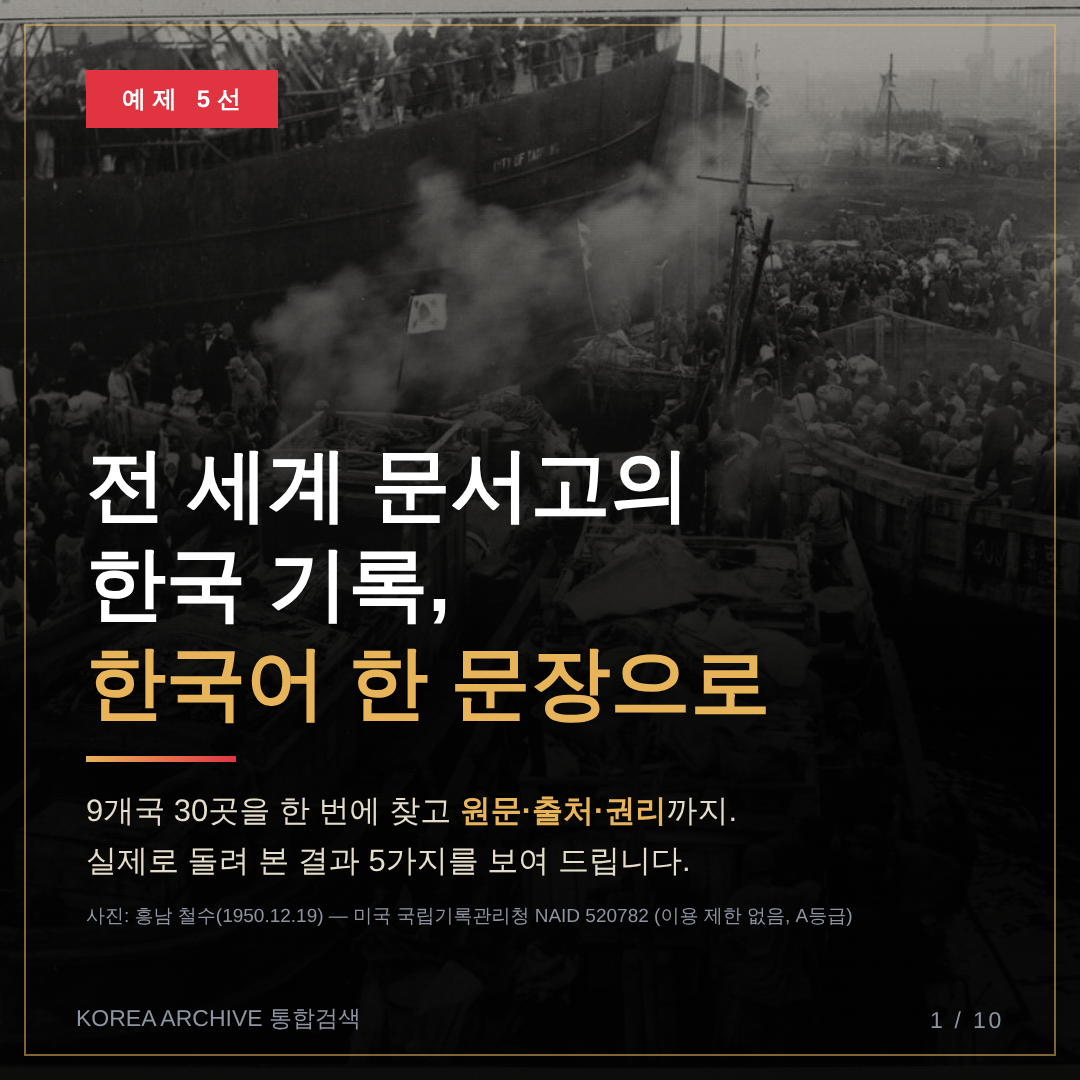 예제 5선
CITY OF
전 세계 문서고의
한국 기록,
한국어 한 문장으로
9개국 30곳을 한 번에 찾고 원문·출처·권리까지.
실제로 돌려 본 결과 5가지를 보여 드립니다.
사진: 흥남 철수(1950.12.19) — 미국 국립기록관리청 NAID 520782 (이용 제한 없음, A등급)
KOREA ARCHIVE 통합검색
1 / 10